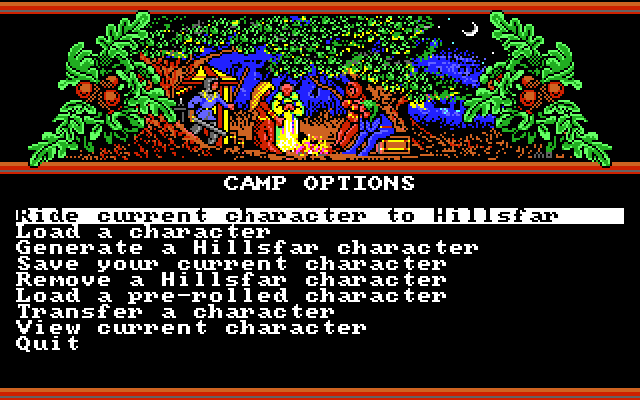 CAMP OPTIONS
Ride current character to Hillsfar
Load a character
Generate a Hillsfar character
Save your current character
Remove a Hillsfar character
Load a pre-rolled character
Transfer a character
View current character
Quit